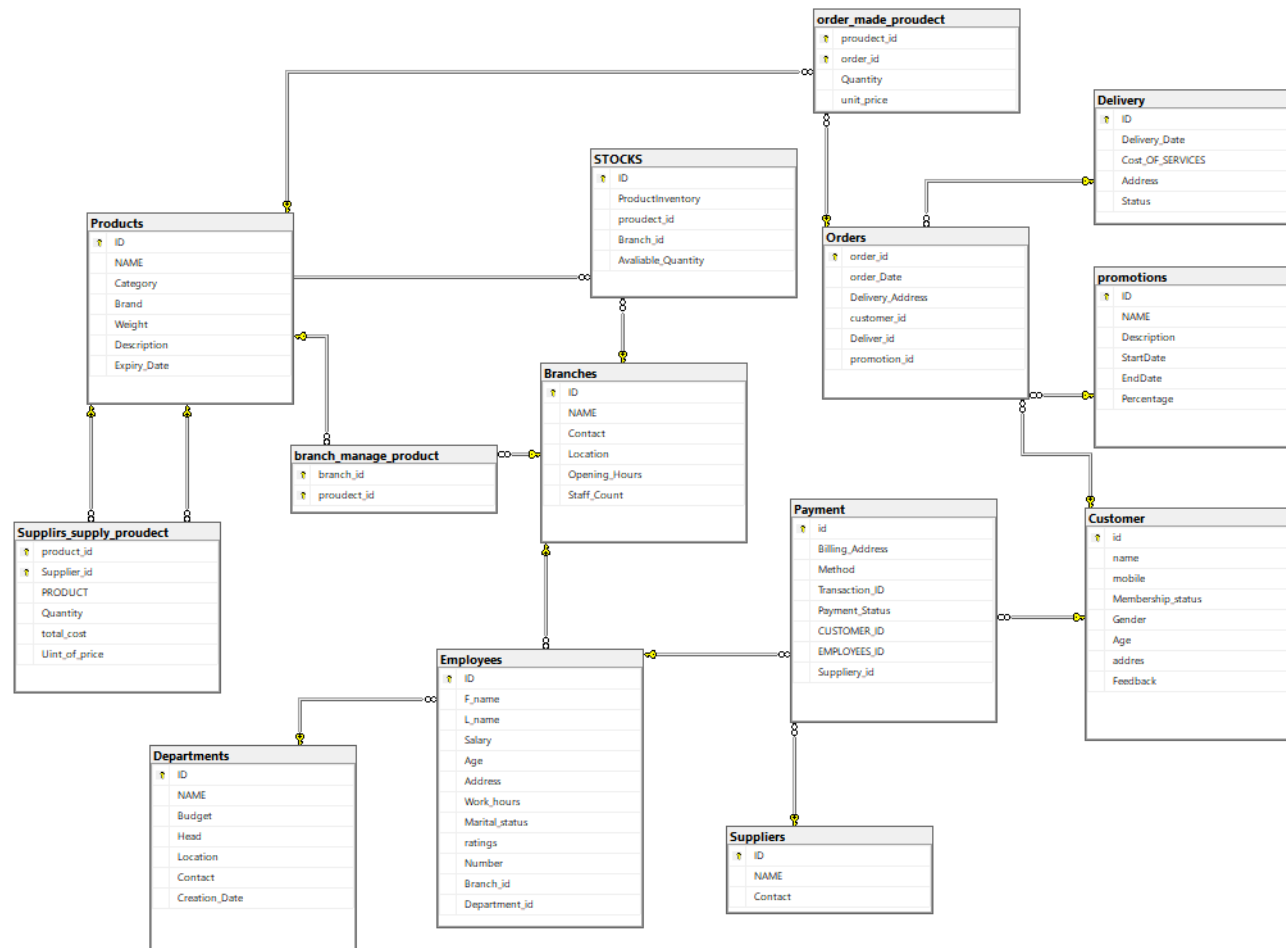 order_made_proudect
proudect_id
order_id
Quantity
unit_price
Delivery
ID
Delivery_Date
Cost_OF_SERVICES
Address
Status
STOCKS
ID
ProductInventory
proudect_id
Branch_id
Avaliable_Quantity
Products
ID
NAME
Category
Brand
Weight
Description
Expiry_Date
Orders
order_id
order_Date
Delivery_Address
customer_id
Deliver_id
promotion_id
promotions
ID
NAME
Description
StartDate
EndDate
Percentage
Branches
ID
NAME
Contact
Location
Opening_Hours
Staff_Count
branch_manage_product
branch_id
proudect_id
Supplirs_supply_proudect
product_id
Supplier_id
PRODUCT
Quantity
total_cost
Uint_of_price
Payment
id
Billing_Address
Method
Transaction_ID
Payment_Status
CUSTOMER_ID
EMPLOYEES_ID
Suppliery_id
Customer
id
name
mobile
Membership_status
Gender
Age
addres
Feedback
Employees
ID
F_name
L_name
Salary
Age
Address
Work_hours
Marital_status
ratings
Number
Branch_id
Department_id
Departments
ID
NAME
Budget
Head
Location
Contact
Creation_Date
Suppliers
ID
NAME
Contact